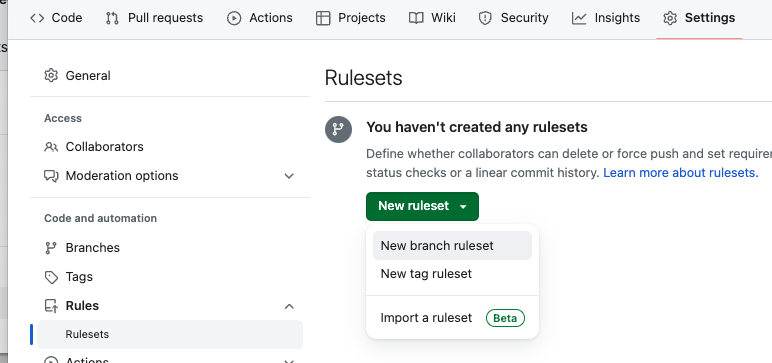 Code Pull requests Actions Projects Wiki Security Insights Settings
General
Access
Collaborators
Moderation options
Code and automation
Branches
Tags
Rules
Rulesets
Actions
Rulesets
You haven't created any rulesets
Define whether collaborators can delete or force push and set
status checks or a linear commit history. Learn more about rulesets.
New ruleset
New branch ruleset
New tag ruleset
Import a ruleset Beta